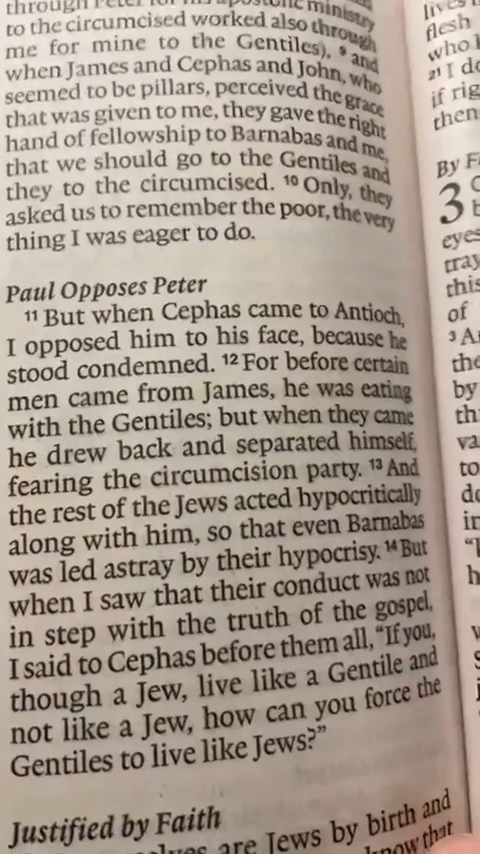 through Peter for his apostolic ministry
to the circumcised worked also through
me for mine to the Gentiles), 9 and
when James and Cephas and John, who
seemed to be pillars, perceived the grace
that was given to me, they gave the right
hand of fellowship to Barnabas and me,
that we should go to the Gentiles and
they to the circumcised. 10 Only, they
asked us to remember the poor, the very
thing I was eager to do.
Paul Opposes Peter
11 But when Cephas came to Antioch,
I opposed him to his face, because he
stood condemned. 12 For before certain
men came from James, he was eating
with the Gentiles; but when they came
he drew back and separated himself,
fearing the circumcision party. 13 And
the rest of the Jews acted hypocritically
along with him, so that even Barnabas
was led astray by their hypocrisy. 14 But
when I saw that their conduct was not
in step with the truth of the gospel,
I said to Cephas before them all, “If you,
though a Jew, live like a Gentile and
not like a Jew, how can you force the
Gentiles to live like Jews?”
Justified by Faith
are Jews by birth and
know that
lives
flesh
who
21 I do
if rig
then
By F
3
eyes
tray
this
of
3
the
by
th
va
to